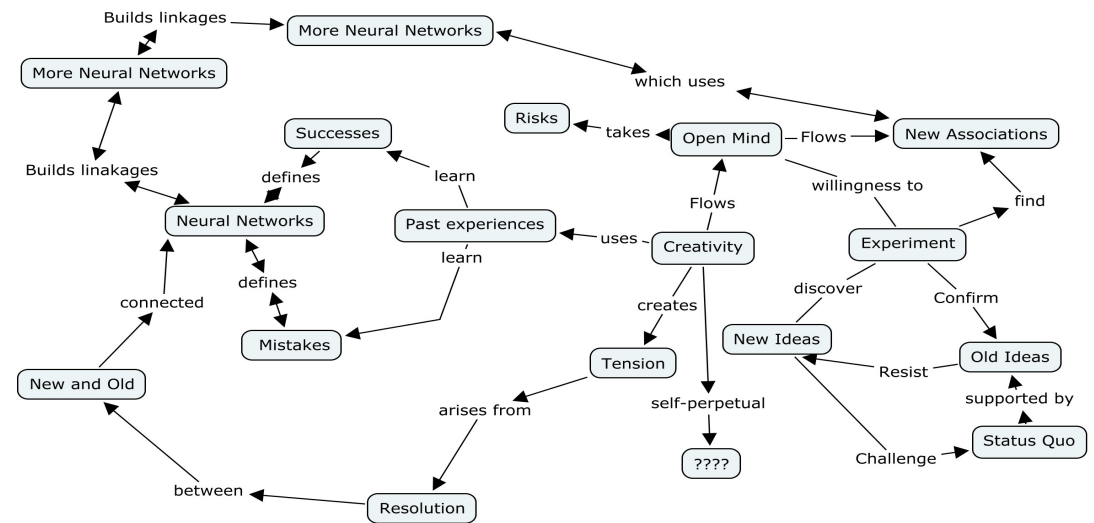 Builds linkages
More Neural Networks
More Neural Networks
which uses
Risks
takes
Open Mind
Flows
New Associations
Successes
Builds linakages
defines
learn
willingness to
find
Flows
Neural Networks
Past experiences
uses
Creativity
Experiment
learn
defines
discover
Confirm
connected
creates
Mistakes
New Ideas
Old Ideas
Tension
Resist
New and Old
supported by
self-perpetual
arises from
Status Quo
Challenge
????
between
Resolution